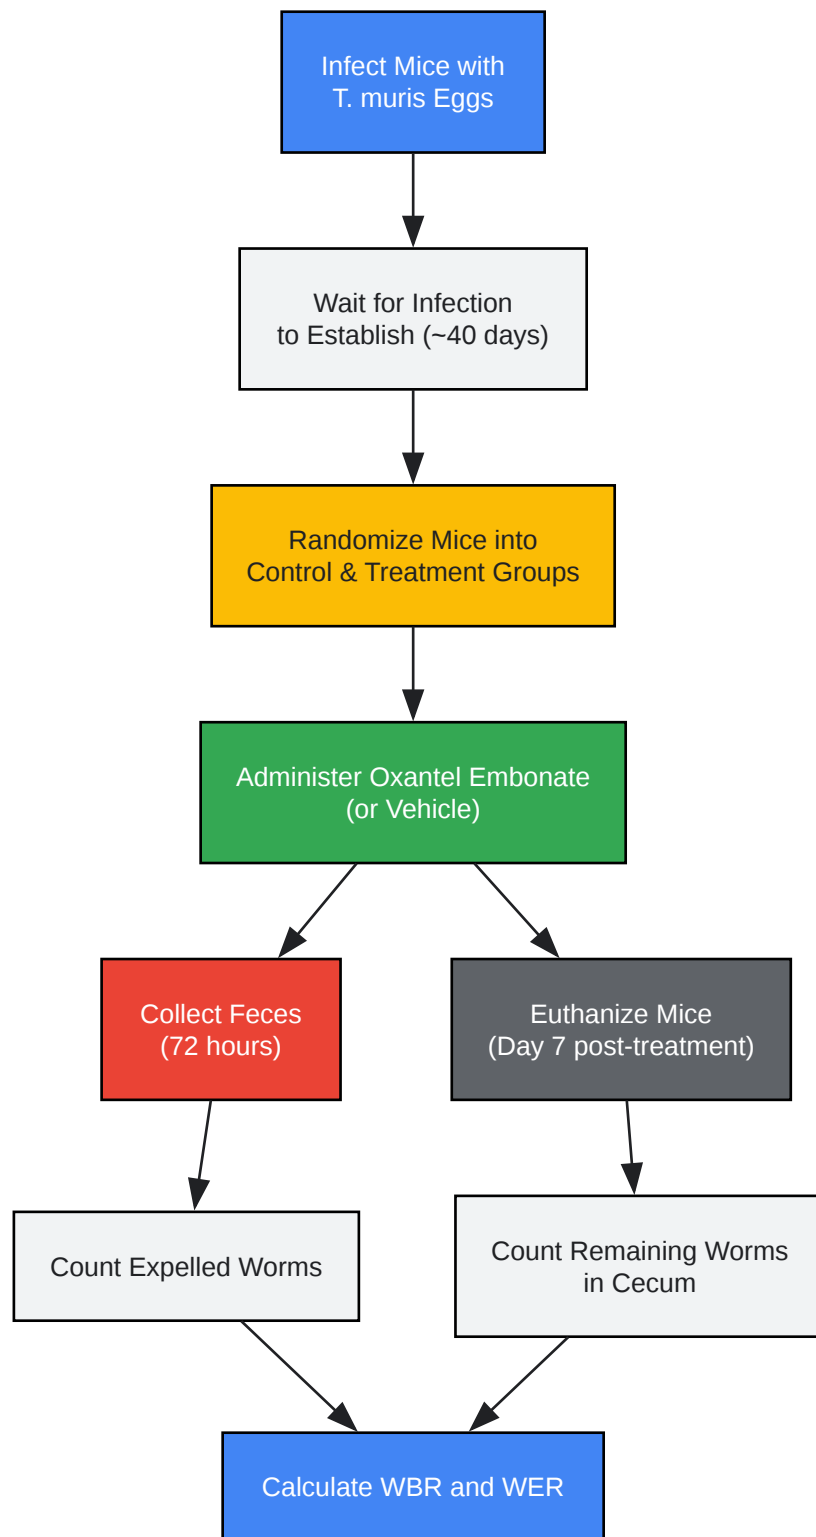 Infect Mice with
T. muris Eggs
Wait for Infection
to Establish (~40 days)
Randomize Mice into
Control & Treatment Groups
Administer Oxantel Embonate
(or Vehicle)
Collect Feces
(72 hours)
Euthanize Mice
(Day 7 post-treatment)
Count Expelled Worms
Count Remaining Worms
in Cecum
Calculate WBR and WER